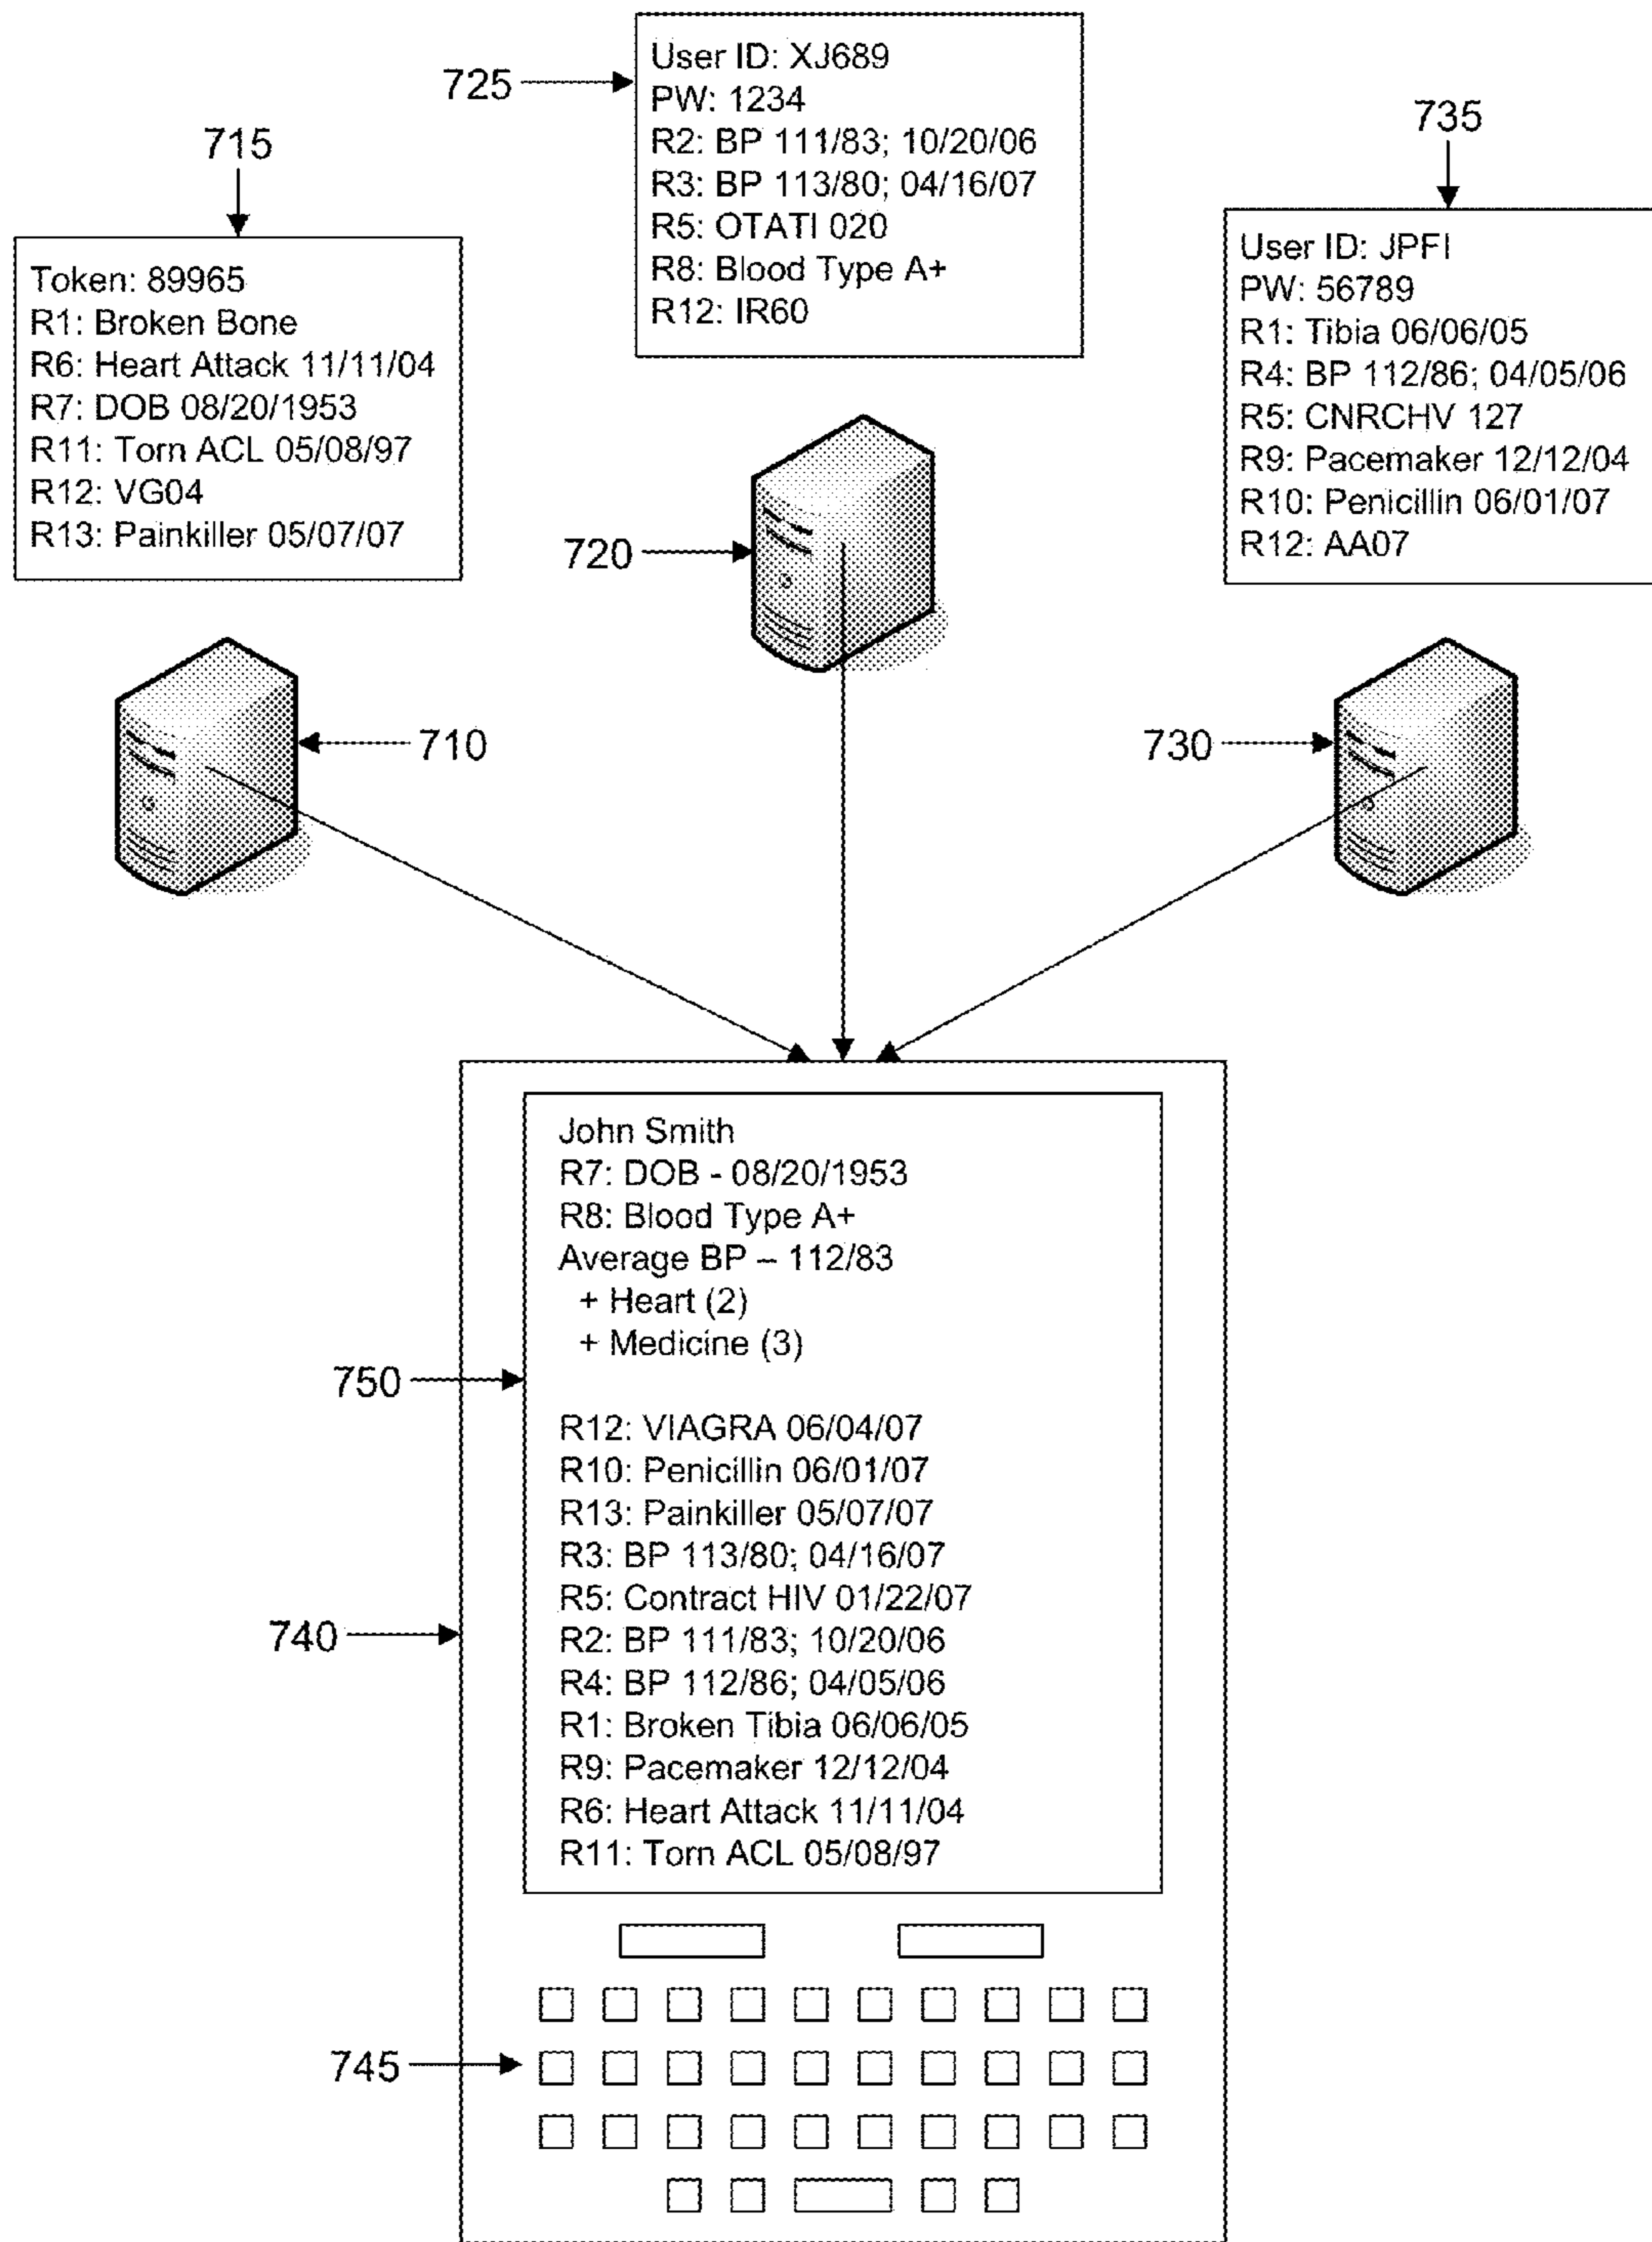 725
User ID: XJ689
PW: 1234
R2: BP 111/83; 10/20/06
R3: BP 113/80; 04/16/07
R5: OTATI 020
R8: Blood Type A+
R12: IR60
715
Token: 89965
R1: Broken Bone
R6: Heart Attack 11/11/04
R7: DOB 08/20/1953
R11: Torn ACL 05/08/97
R12: VG04
R13: Painkiller 05/07/07
735
User ID: JPFI
PW: 56789
R1: Tibia 06/06/05
R4: BP 112/86; 04/05/06
R5: CNRCHV 127
R9: Pacemaker 12/12/04
R10: Penicillin 06/01/07
R12: AA07
720
710
730
John Smith
R7: DOB - 08/20/1953
R8: Blood Type A+
Average BP – 112/83
+ Heart (2)
+ Medicine (3)
750
R12: VIAGRA 06/04/07
R10: Penicillin 06/01/07
R13: Painkiller 05/07/07
R3: BP 113/80; 04/16/07
R5: Contract HIV 01/22/07
R2: BP 111/83; 10/20/06
R4: BP 112/86; 04/05/06
R1: Broken Tibia 06/06/05
R9: Pacemaker 12/12/04
R6: Heart Attack 11/11/04
R11: Torn ACL 05/08/97
740
745